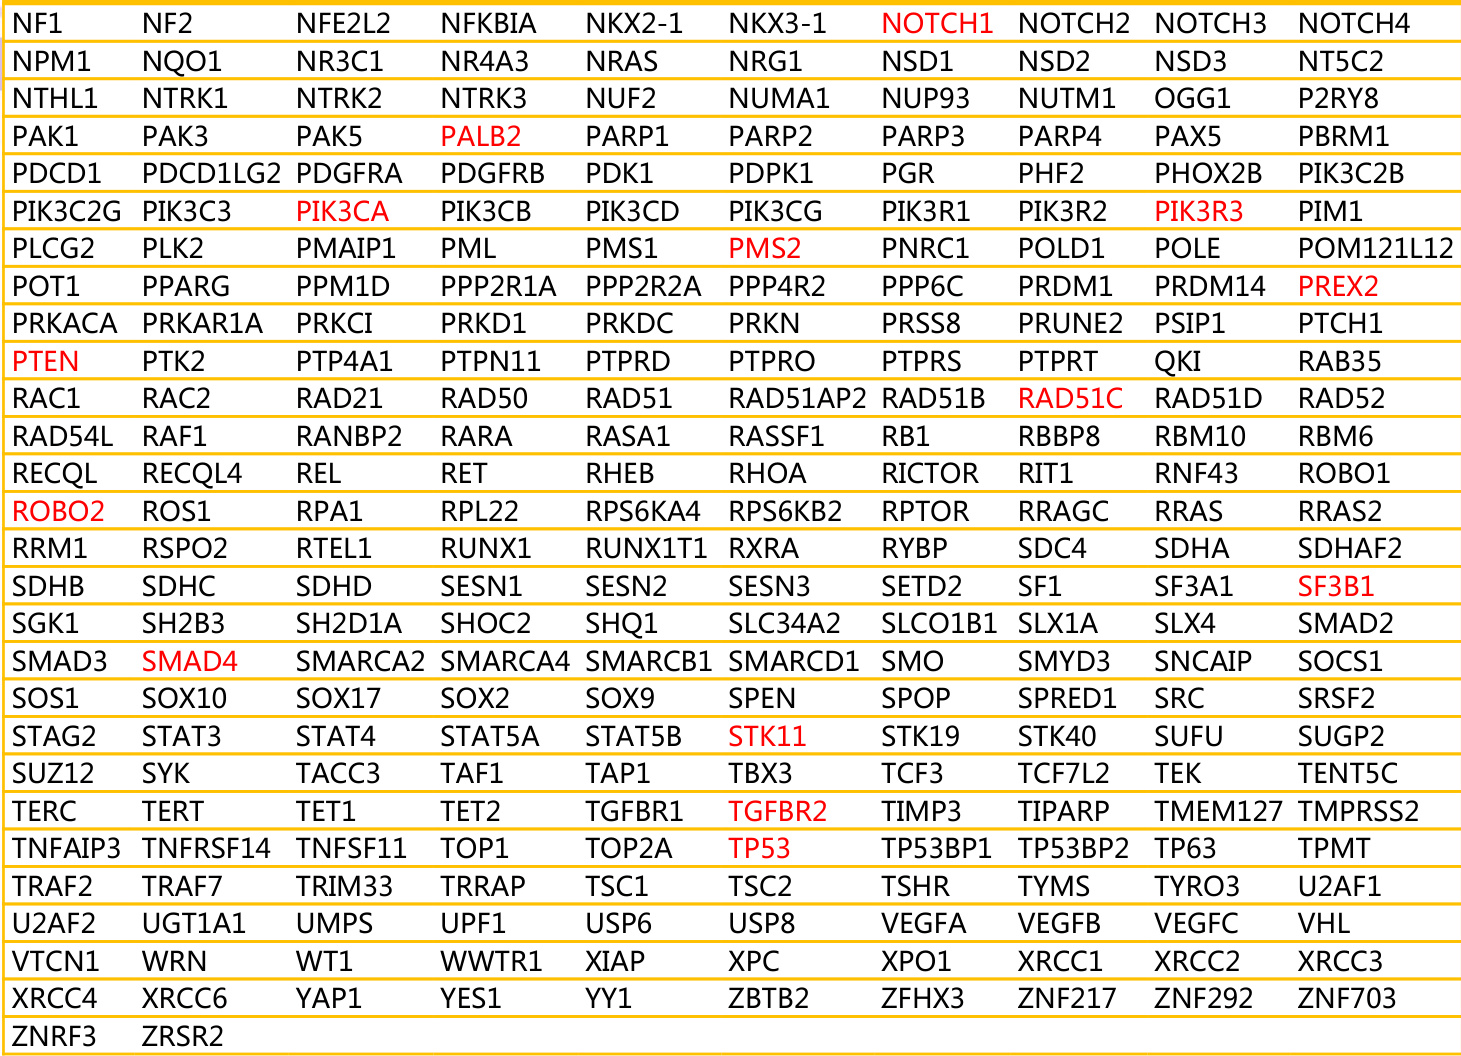 NF1 NF2 NFE2L2 NFKBIA NKX2-1 NKX3-1 NOTCH1 NOTCH2 NOTCH3 NOTCH4
NPM1 NQO1 NR3C1 NR4A3 NRAS NRG1 NSD1 NSD2 NSD3 NT5C2
NTHL1 NTRK1 NTRK2 NTRK3 NUF2 NUMA1 NUP93 NUTM1 OGG1 P2RY8
PAK1 PAK3 PAK5 PALB2 PARP1 PARP2 PARP3 PARP4 PAX5 PBRM1
PDCD1 PDCD1LG2 PDGFRA PDGFRB PDK1 PDPK1 PGR PHF2 PHOX2B PIK3C2B
PIK3C2G PIK3C3 PIK3CA PIK3CB PIK3CD PIK3CG PIK3R1 PIK3R2 PIK3R3 PIM1
PLCG2 PLK2 PMAIP1 PML PMS1 PMS2 PNRC1 POLD1 POLE POM121L12
POT1 PPARG PPM1D PPP2R1A PPP2R2A PPP4R2 PPP6C PRDM1 PRDM14 PREX2
PRKACA PRKAR1A PRKCI PRKD1 PRKDC PRKN PRSS8 PRUNE2 PSIP1 PTCH1
PTEN PTK2 PTP4A1 PTPN11 PTPRD PTPRO PTPRS PTPRT QKI RAB35
RAC1 RAC2 RAD21 RAD50 RAD51 RAD51AP2 RAD51B RAD51C RAD51D RAD52
RAD54L RAF1 RANBP2 RARA RASA1 RASSF1 RB1 RBBP8 RBM10 RBM6
RECQL RECQL4 REL RET RHEB RHOA RICTOR RIT1 RNF43 ROBO1
ROBO2 ROS1 RPA1 RPL22 RPS6KA4 RPS6KB2 RPTOR RRAGC RRAS RRAS2
RRM1 RSPO2 RTEL1 RUNX1 RUNX1T1 RXRA RYBP SDC4 SDHA SDHAF2
SDHB SDHC SDHD SESN1 SESN2 SESN3 SETD2 SF1 SF3A1 SF3B1
SGK1 SH2B3 SH2D1A SHOC2 SHQ1 SLC34A2 SLCO1B1 SLX1A SLX4 SMAD2
SMAD3 SMAD4 SMARCA2 SMARCA4 SMARCB1 SMARCD1 SMO SMYD3 SNCAIP SOCS1
SOS1 SOX10 SOX17 SOX2 SOX9 SPEN SPOP SPRED1 SRC SRSF2
STAG2 STAT3 STAT4 STAT5A STAT5B STK11 STK19 STK40 SUFU SUGP2
SUZ12 SYK TACC3 TAF1 TAP1 TBX3 TCF3 TCF7L2 TEK TENT5C
TERC TERT TET1 TET2 TGFBR1 TGFBR2 TIMP3 TIPARP TMEM127 TMPRSS2
TNFAIP3 TNFRSF14 TNFSF11 TOP1 TOP2A TP53 TP53BP1 TP53BP2 TP63 TPMT
TRAF2 TRAF7 TRIM33 TRRAP TSC1 TSC2 TSHR TYMS TYRO3 U2AF1
U2AF2 UGT1A1 UMPS UPF1 USP6 USP8 VEGFA VEGFB VEGFC VHL
VTCN1 WRN WT1 WWTR1 XIAP XPC XPO1 XRCC1 XRCC2 XRCC3
XRCC4 XRCC6 YAP1 YES1 YY1 ZBTB2 ZFHX3 ZNF217 ZNF292 ZNF703
ZNRF3 ZRSR2